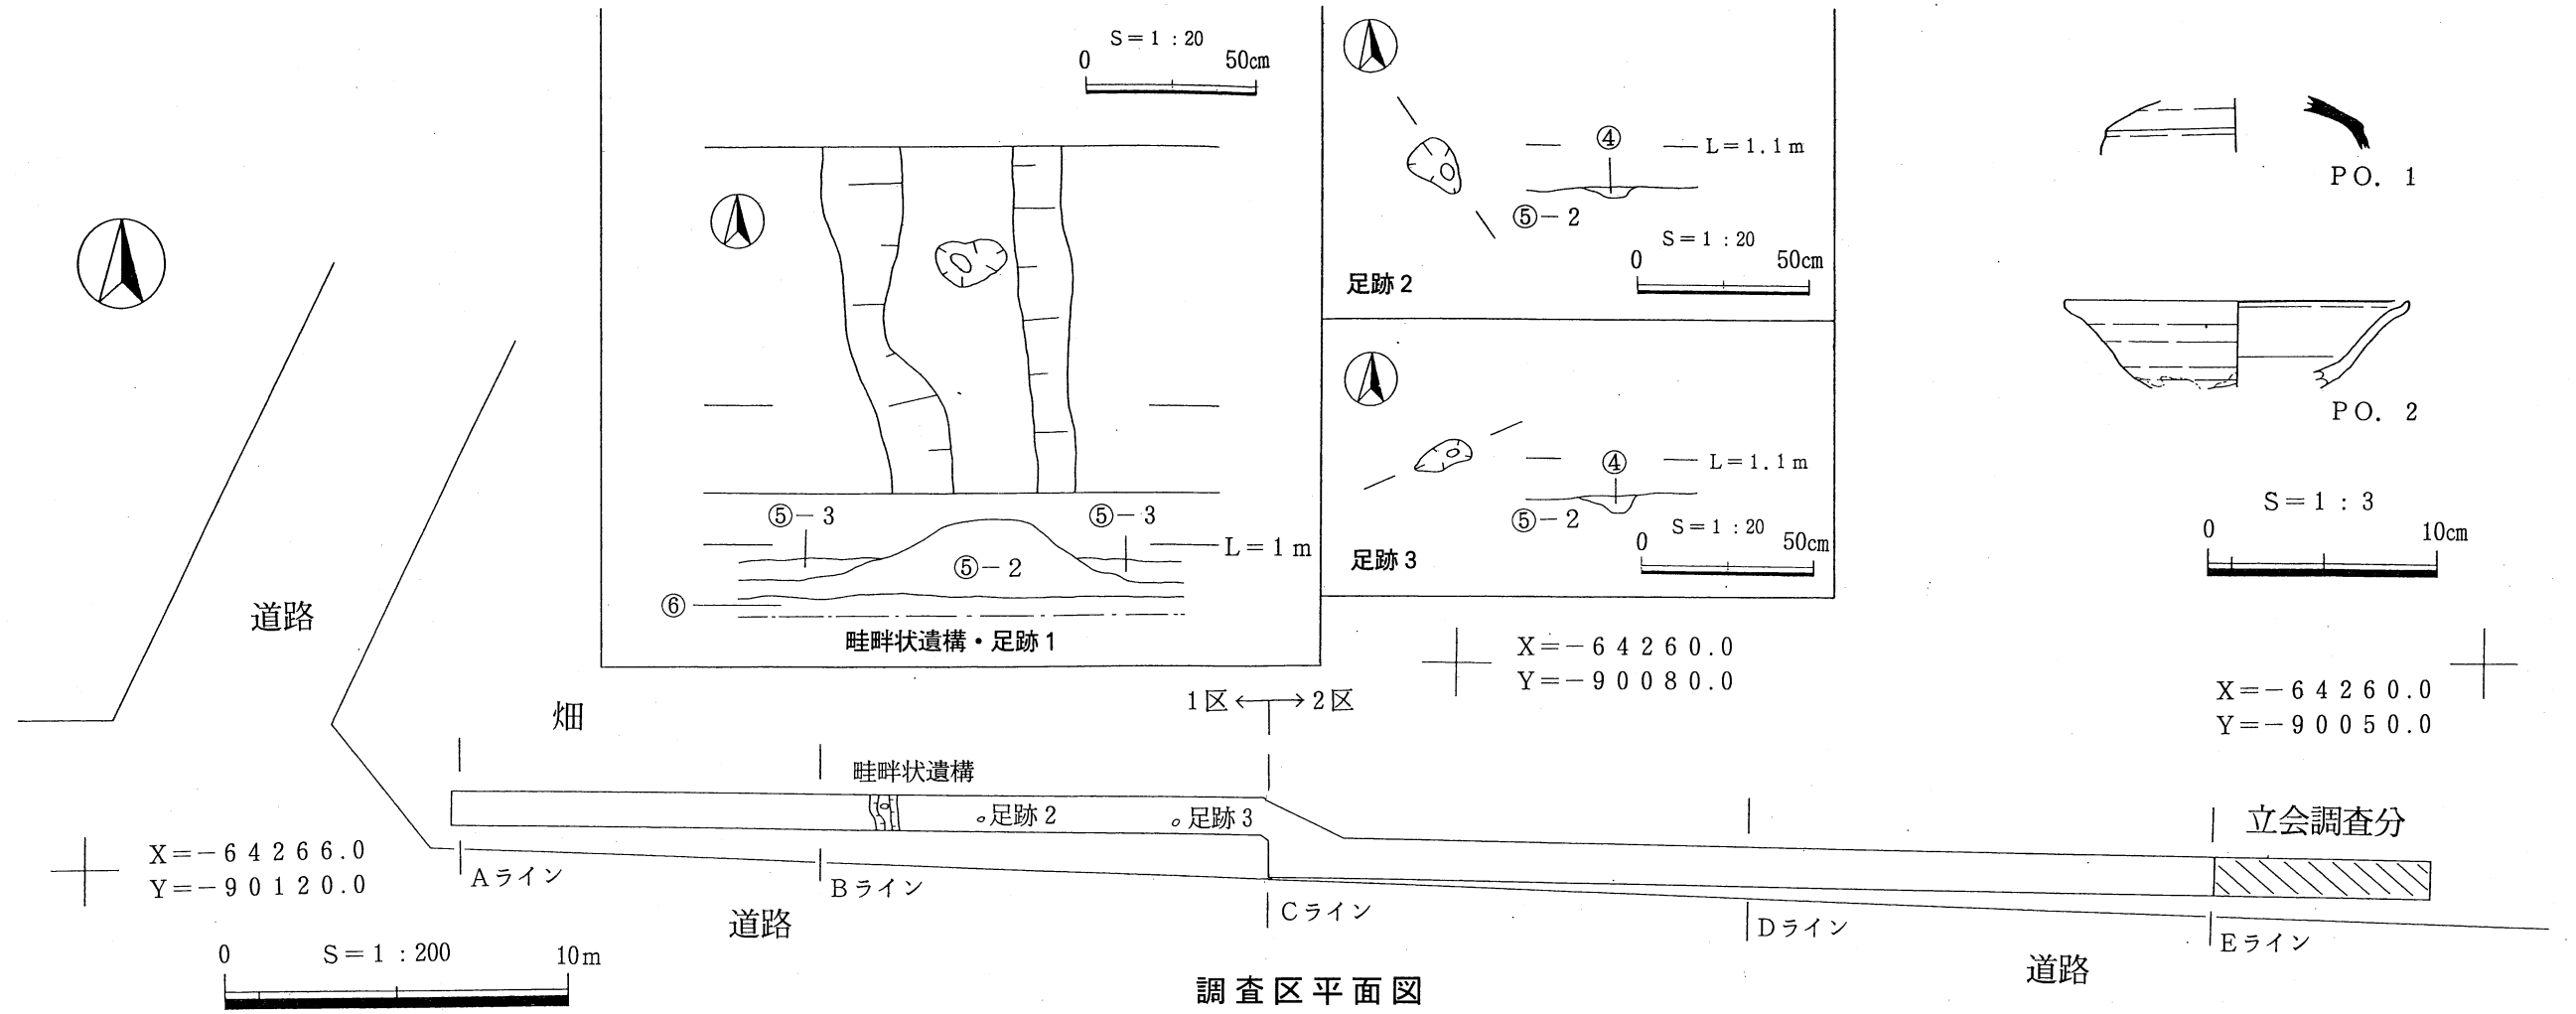 S＝1：20
0 50cm
⑤－3 ⑤－3
L＝1m
⑤－2
⑥
畦畔状遺構・足跡1
④
L＝1.1m
⑤－2
S＝1：20
0 50cm
足跡2
④
L＝1.1m
⑤－2
S＝1：20
0 50cm
足跡3
PO. 1
PO. 2
S＝1：3
0 10cm
道路
畑
X＝－64260.0
Y＝－90080.0
X＝－64260.0
Y＝－90050.0
1区←→2区
畦畔状遺構
足跡2
足跡3
立会調査分
X＝－64266.0
Y＝－90120.0
Aライン
Bライン
Cライン
Dライン
Eライン
道路
道路
0 S＝1：200 10m
調査区平面図